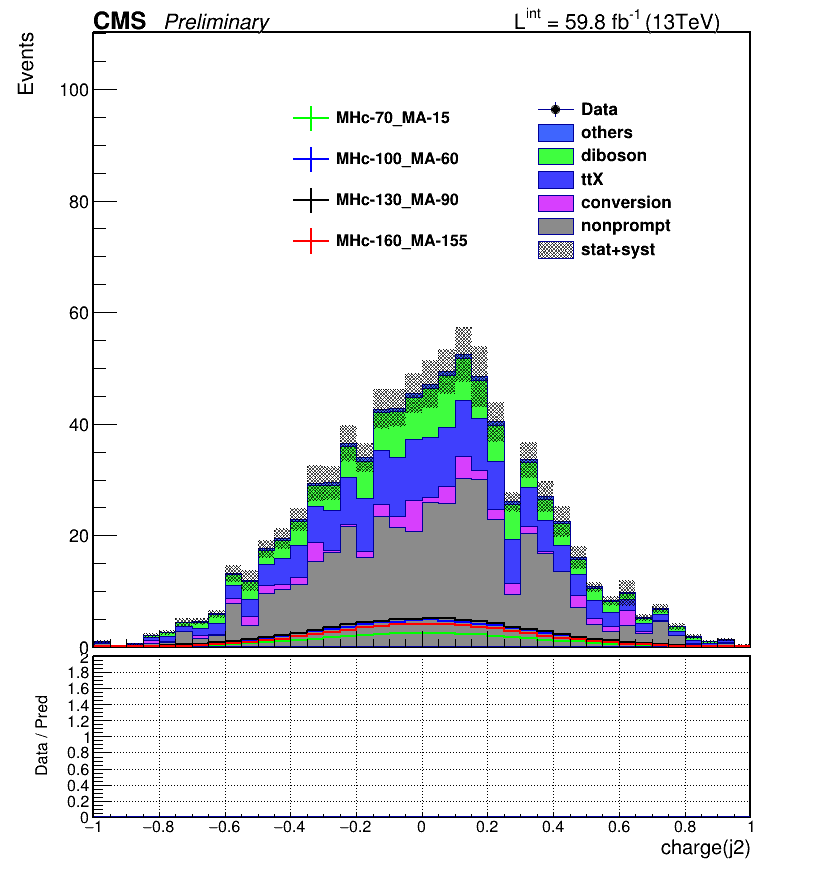 CMS Preliminary L^int = 59.8 fb^-1 (13TeV)
Events
100
80
60
40
20
0
MHc-70_MA-15
MHc-100_MA-60
MHc-130_MA-90
MHc-160_MA-155
Data
others
diboson
ttX
conversion
nonprompt
stat+syst
Data / Pred
2
1.8
1.6
1.4
1.2
1
0.8
0.6
0.4
0.2
0
−1 −0.8 −0.6 −0.4 −0.2 0 0.2 0.4 0.6 0.8 1
charge(j2)